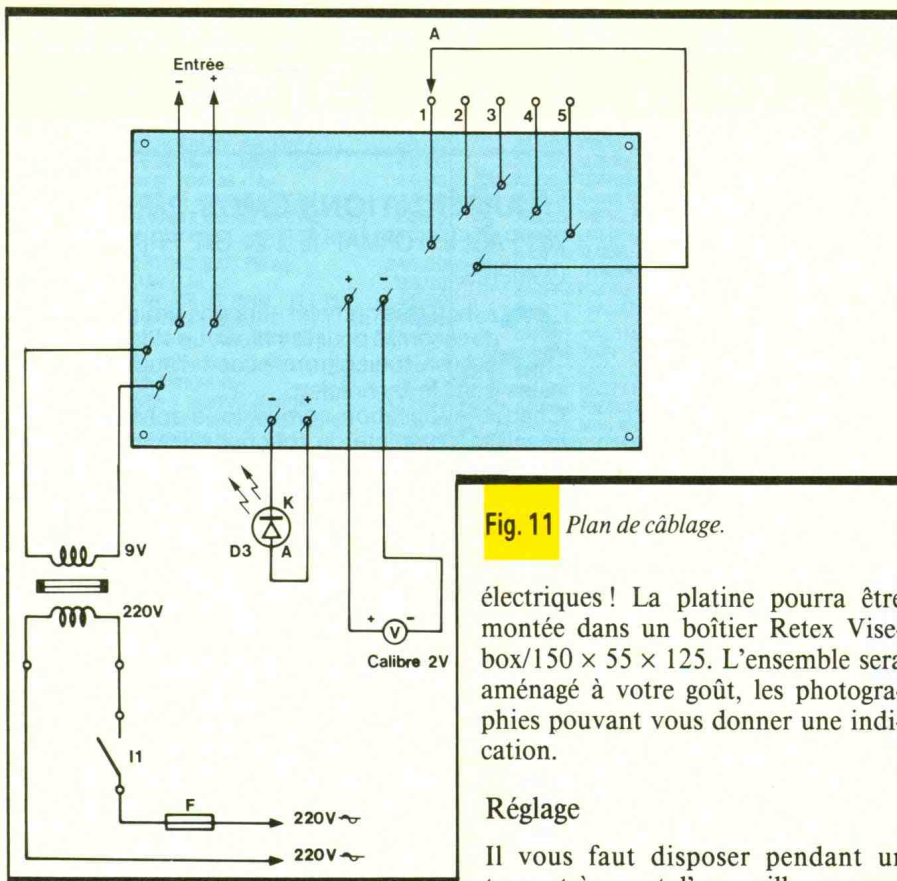 A
Entrée
- +
1 2 3 4 5
+ -
- +
K
D3 A
9V
+ -
V
220V
Calibre 2V
I1
F
220V~
220V~
Fig. 11 Plan de câblage.
électriques ! La platine pourra être
montée dans un boîtier Retex Vise-
box/150 × 55 × 125. L'ensemble sera
aménagé à votre goût, les photogra-
phies pouvant vous donner une indi-
cation.
Réglage
Il vous faut disposer pendant un